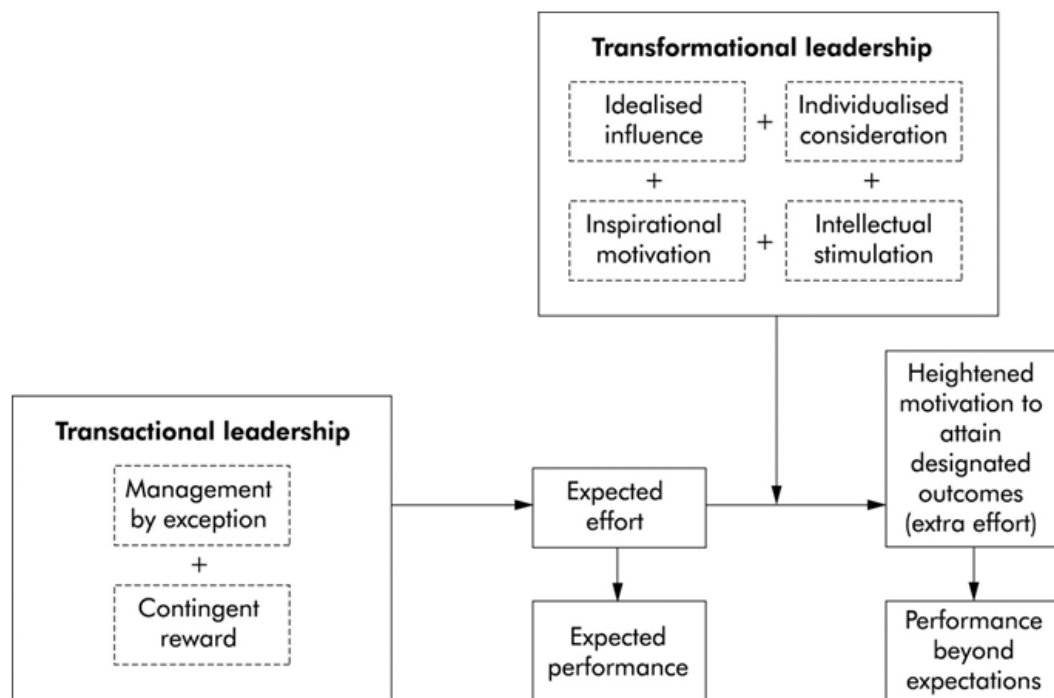 Transformational leadership
Idealised
influence
+
Individualised
consideration
+
+
Inspirational
motivation
+
Intellectual
stimulation
Transactional leadership
Management
by exception
+
Contingent
reward
Expected
effort
Heightened
motivation to
attain
designated
outcomes
(extra effort)
Expected
performance
Performance
beyond
expectations